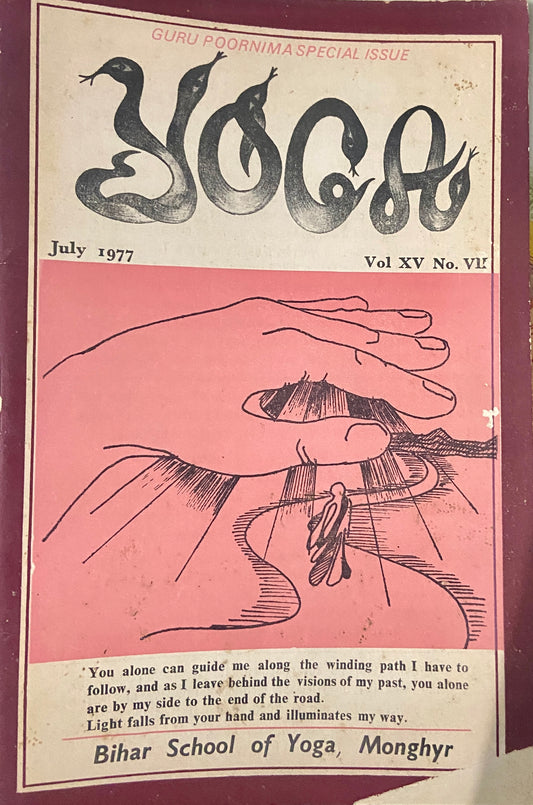 GURU POORNIMA SPECIAL ISSUE
YOGA
July 1977
Vol XV No. VII
'You alone can guide me along the winding path I have to
follow, and as I leave behind the visions of my past, you alone
are by my side to the end of the road.
Light falls from your hand and illuminates my way.
Bihar School of Yoga, Monghyr